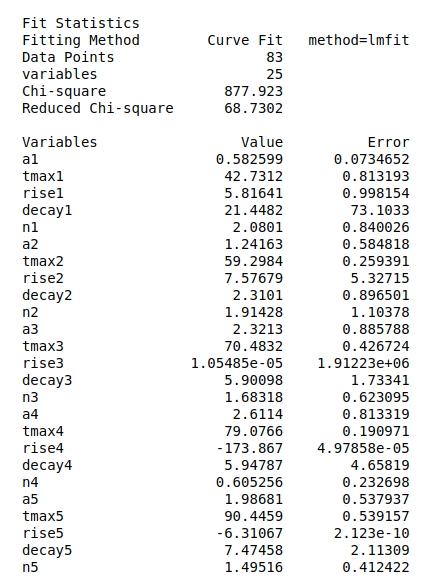 Fit Statistics
Fitting Method Curve Fit method=lmfit
Data Points 83
variables 25
Chi-square 877.923
Reduced Chi-square 68.7302
Variables Value Error
a1 0.582599 0.0734652
tmax1 42.7312 0.813193
rise1 5.81641 0.998154
decay1 21.4482 73.1033
n1 2.0801 0.840026
a2 1.24163 0.584818
tmax2 59.2984 0.259391
rise2 7.57679 5.32715
decay2 2.3101 0.896501
n2 1.91428 1.10378
a3 2.3213 0.885788
tmax3 70.4832 0.426724
rise3 1.05485e-05 1.91223e+06
decay3 5.90098 1.73341
n3 1.68318 0.623095
a4 2.6114 0.813319
tmax4 79.0766 0.190971
rise4 -173.867 4.97858e-05
decay4 5.94787 4.65819
n4 0.605256 0.232698
a5 1.98681 0.537937
tmax5 90.4459 0.539157
rise5 -6.31067 2.123e-10
decay5 7.47458 2.11309
n5 1.49516 0.412422